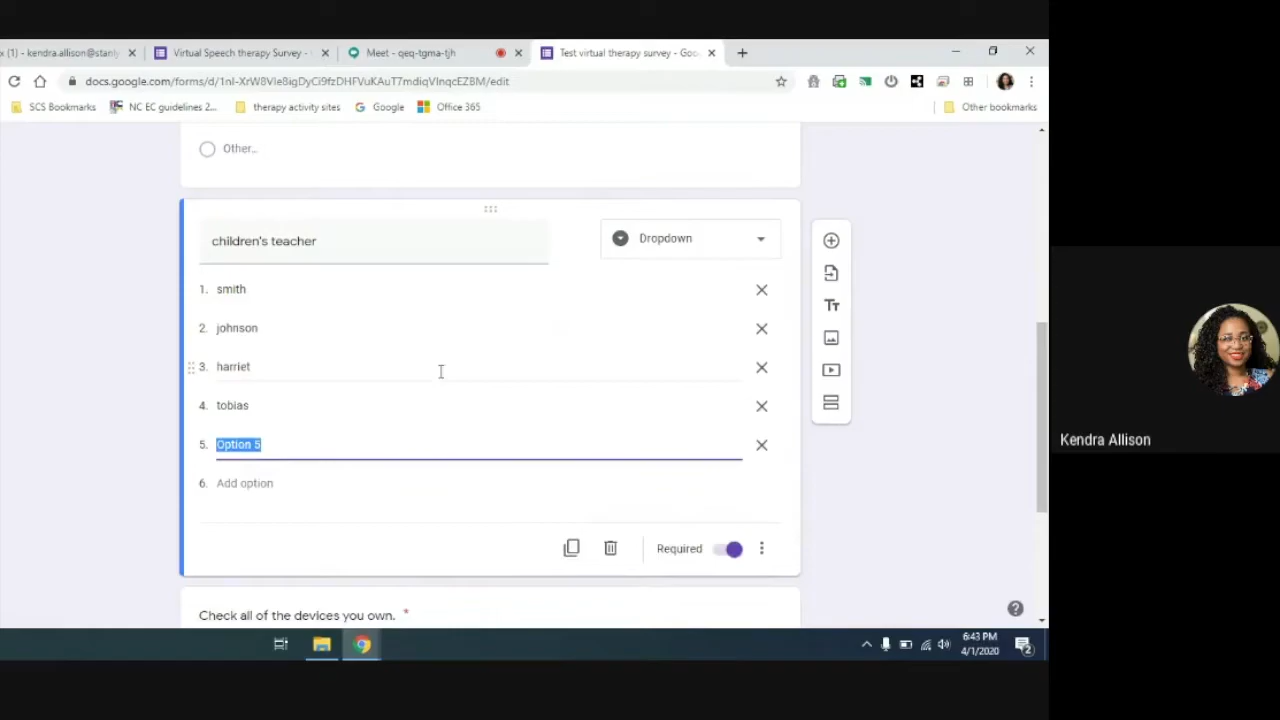 x (1) - kendra.allison@stanly
Virtual Speech therapy Survey -
Meet - qeq-tgma-tjh
Test virtual therapy survey - Goo
docs.google.com/forms/d/1nI-XrW8VIe8igDyCi9fzDHFVuKAuT7mdiqVInqcEZBM/edit
SCS Bookmarks
NC EC guidelines 2...
therapy activity sites
Google
Office 365
Other bookmarks
Other...
children's teacher
Dropdown
1. smith
2. johnson
3. harriet
4. tobias
5. Option 5
6. Add option
Required
Check all of the devices you own. *
6:43 PM
4/1/2020
2
Kendra Allison